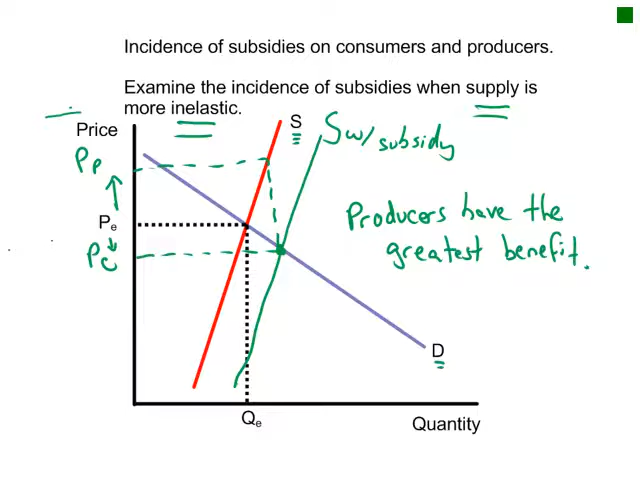 Incidence of subsidies on consumers and producers.
Examine the incidence of subsidies when supply is
more inelastic.
Price
S
S w/ subsidy
Pp
Pe
Pc
Producers have the
greatest benefit.
D
Qe
Quantity